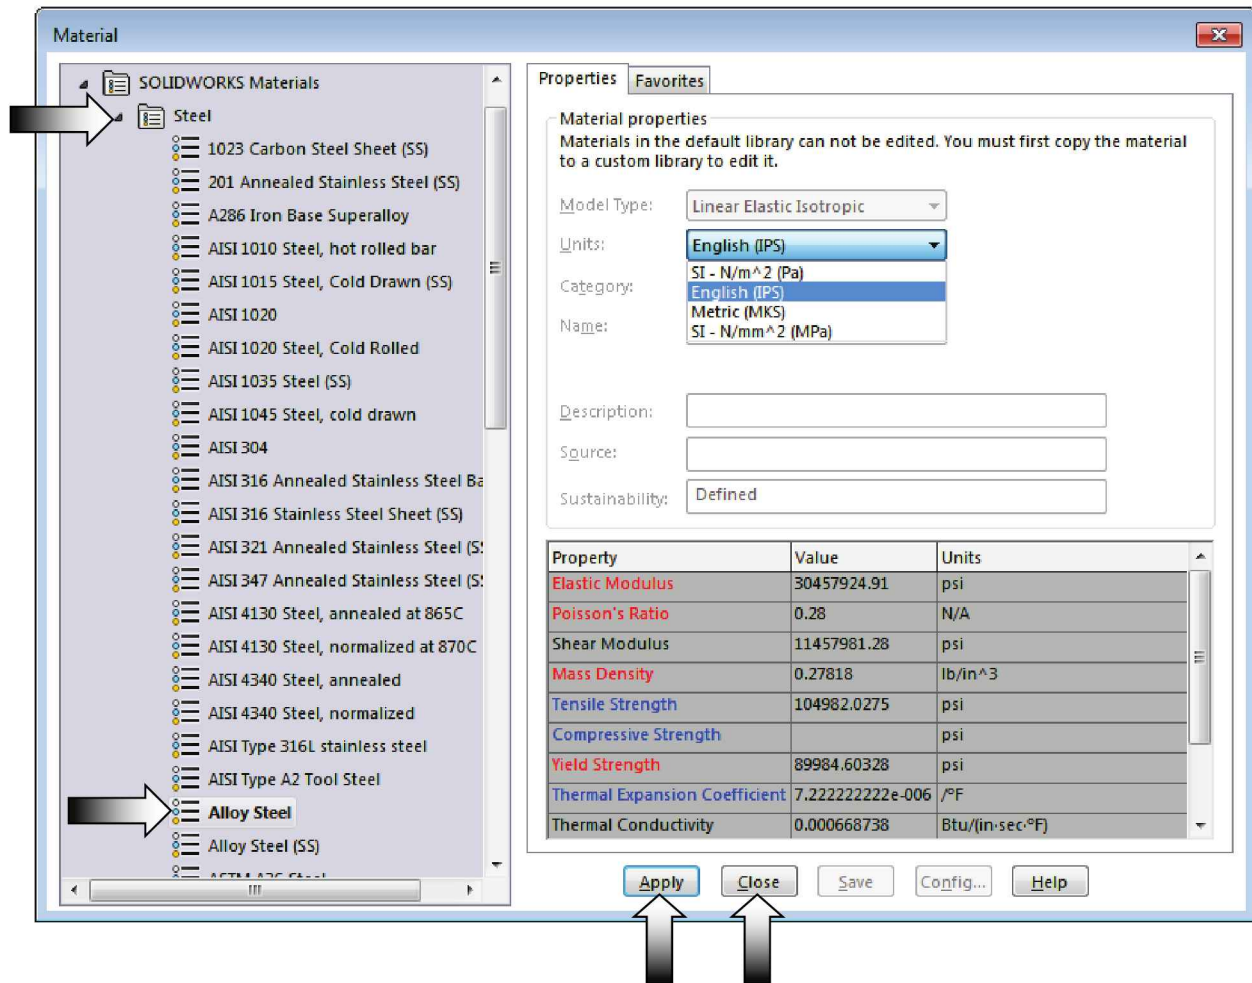 Material
SOLIDWORKS Materials
Steel
1023 Carbon Steel Sheet (SS)
201 Annealed Stainless Steel (SS)
A286 Iron Base Superalloy
AISI 1010 Steel, hot rolled bar
AISI 1015 Steel, Cold Drawn (SS)
AISI 1020
AISI 1020 Steel, Cold Rolled
AISI 1035 Steel (SS)
AISI 1045 Steel, cold drawn
AISI 304
AISI 316 Annealed Stainless Steel Ba
AISI 316 Stainless Steel Sheet (SS)
AISI 321 Annealed Stainless Steel (S
AISI 347 Annealed Stainless Steel (S
AISI 4130 Steel, annealed at 865C
AISI 4130 Steel, normalized at 870C
AISI 4340 Steel, annealed
AISI 4340 Steel, normalized
AISI Type 316L stainless steel
AISI Type A2 Tool Steel
Alloy Steel
Alloy Steel (SS)
Properties Favorites
Material properties
Materials in the default library can not be edited. You must first copy the material
to a custom library to edit it.
Model Type: Linear Elastic Isotropic
Units: English (IPS)
SI - N/m^2 (Pa)
Category: English (IPS)
Metric (MKS)
Name: SI - N/mm^2 (MPa)
Description:
Source:
Sustainability: Defined
Property Value Units
Elastic Modulus 30457924.91 psi
Poisson's Ratio 0.28 N/A
Shear Modulus 11457981.28 psi
Mass Density 0.27818 lb/in^3
Tensile Strength 104982.0275 psi
Compressive Strength psi
Yield Strength 89984.60328 psi
Thermal Expansion Coefficient 7.222222222e-006 /°F
Thermal Conductivity 0.000668738 Btu/(in·sec·°F)
Apply Close Save Config... Help